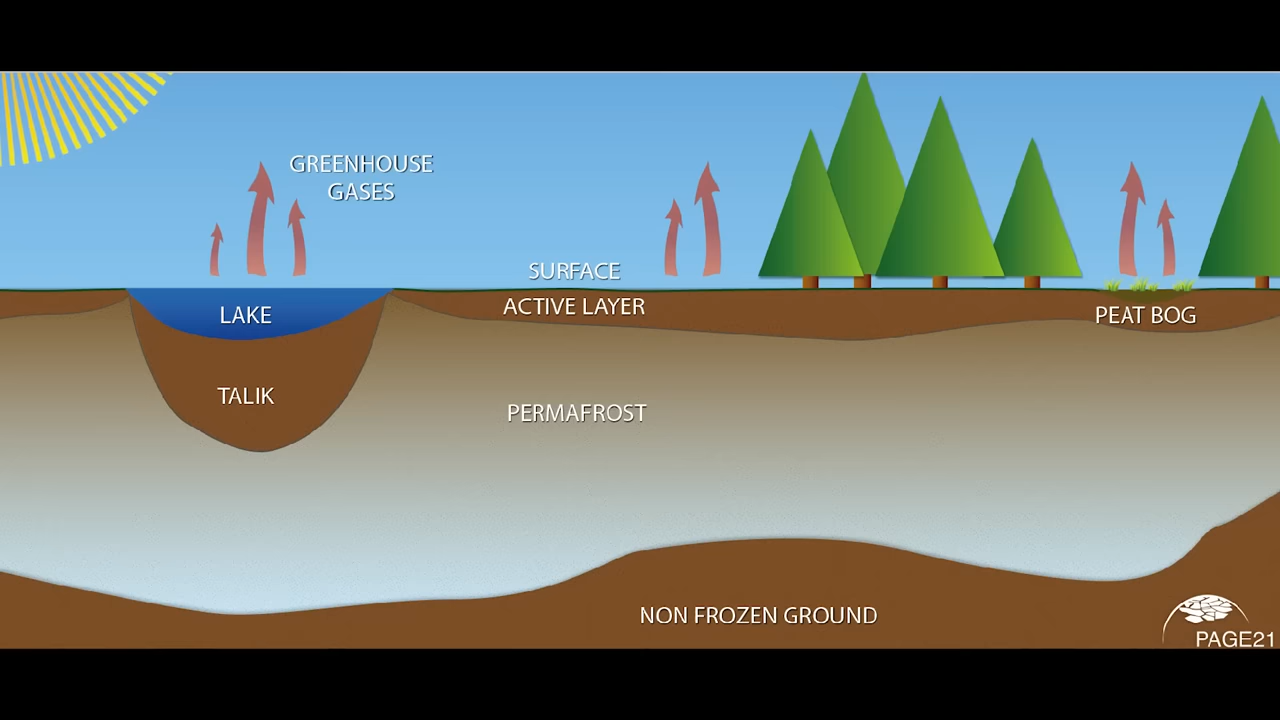 GREENHOUSE
GASES
SURFACE
ACTIVE LAYER
LAKE
PEAT BOG
TALIK
PERMAFROST
NON FROZEN GROUND
PAGE21